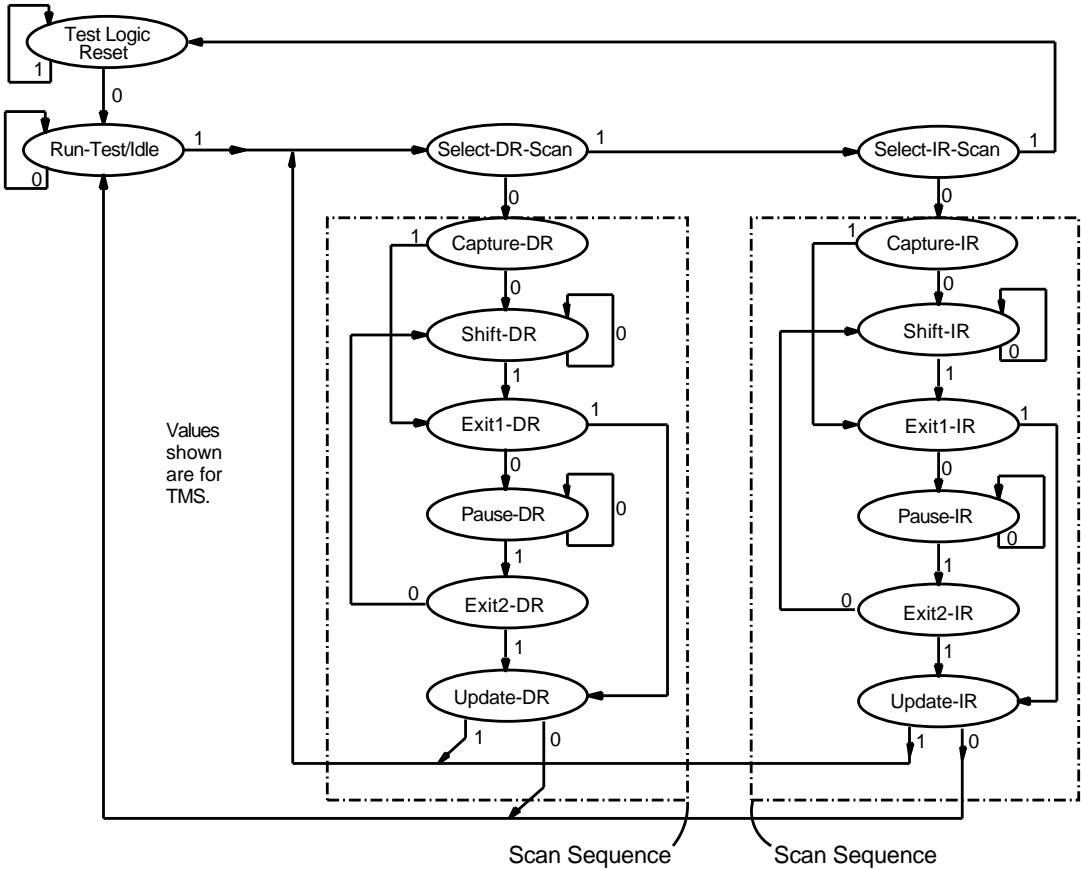 Test Logic
Reset
1
0
Run-Test/Idle
1
0
Select-DR-Scan
1
Select-IR-Scan
1
0
0
1
Capture-DR
0
Shift-DR
0
1
Exit1-DR
1
0
Pause-DR
0
1
0
Exit2-DR
1
Update-DR
1
0
1
Capture-IR
0
Shift-IR
0
1
Exit1-IR
1
0
Pause-IR
0
1
0
Exit2-IR
1
Update-IR
1
0
Values
shown
are for
TMS.
Scan Sequence
Scan Sequence